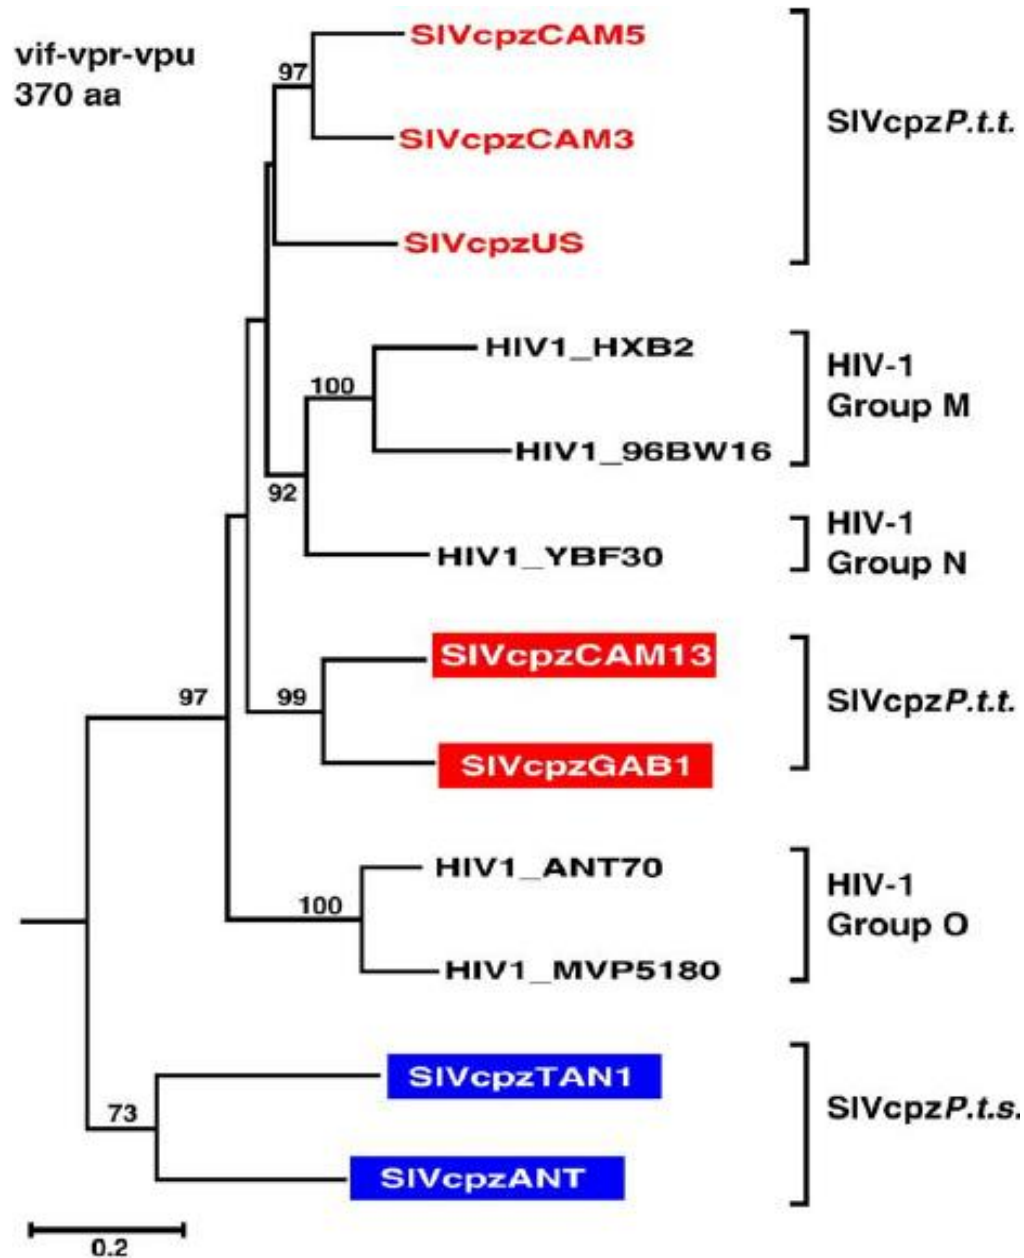 vif-vpr-vpu
370 aa
SIVcpzCAM5
97
SIVcpzP.t.t.
SIVcpzCAM3
SIVcpzUS
HIV1_HXB2
HIV-1
Group M
100
HIV1_96BW16
92
HIV-1
Group N
HIV1_YBF30
SIVcpzCAM13
97
99
SIVcpzP.t.t.
SIVcpzGAB1
HIV1_ANT70
HIV-1
Group O
100
HIV1_MVP5180
SIVcpzTAN1
73
SIVcpzP.t.s.
SIVcpzANT
0.2